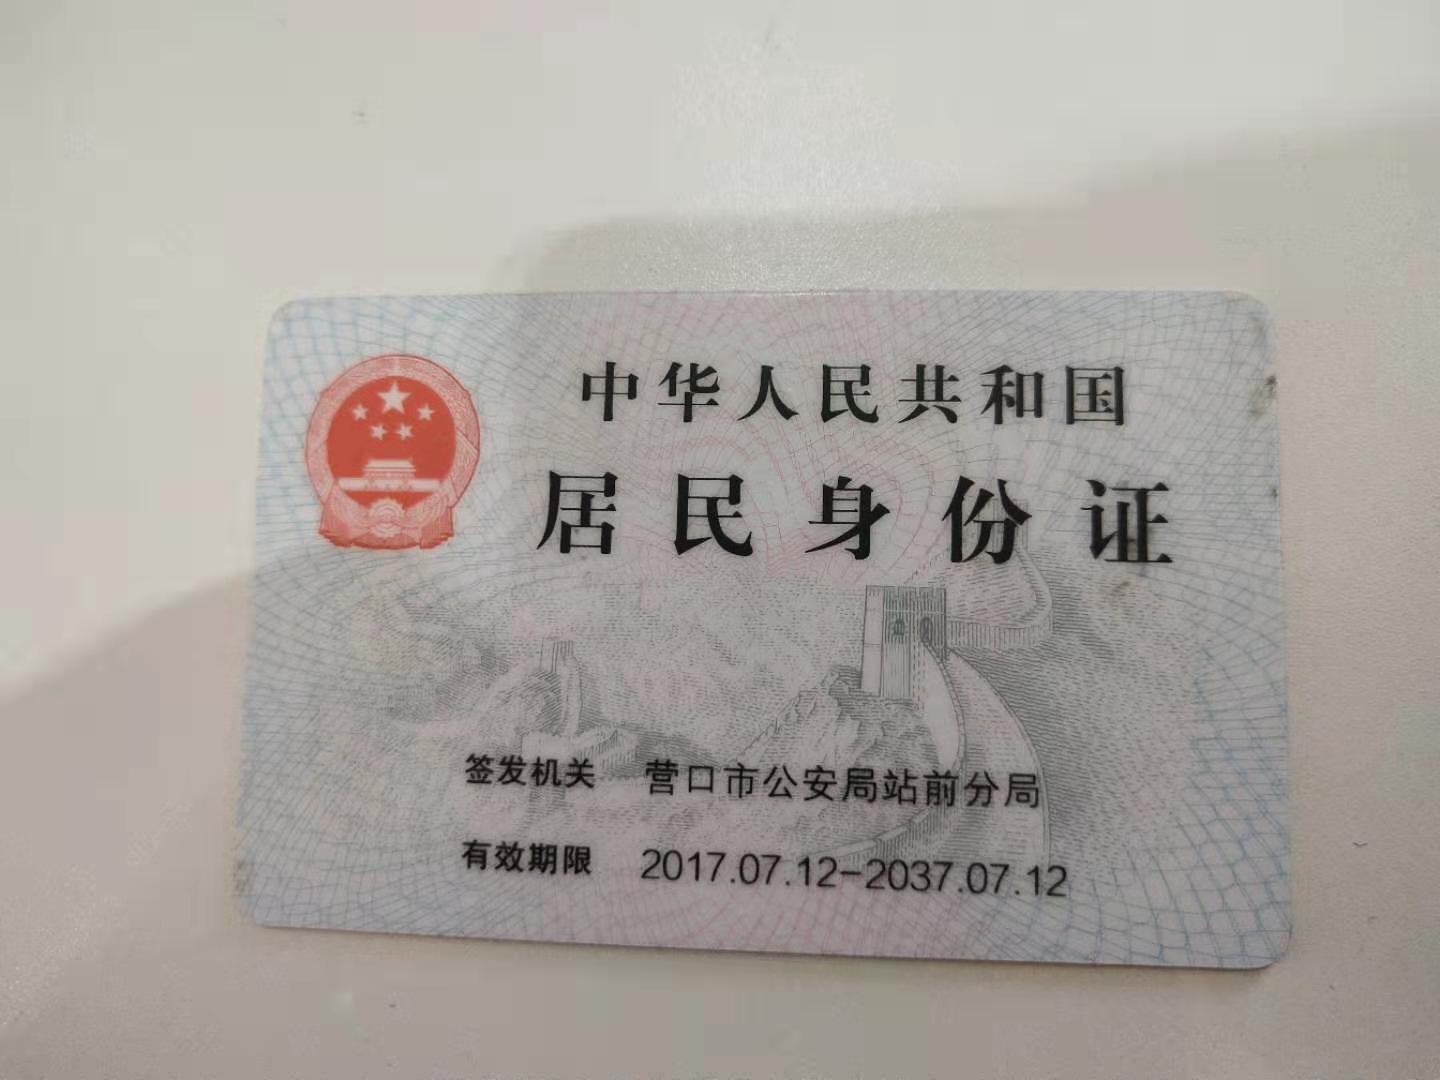 中华人民共和国
居民身份证
签发机关 营口市公安局站前分局
有效期限 2017.07.12-2037.07.12